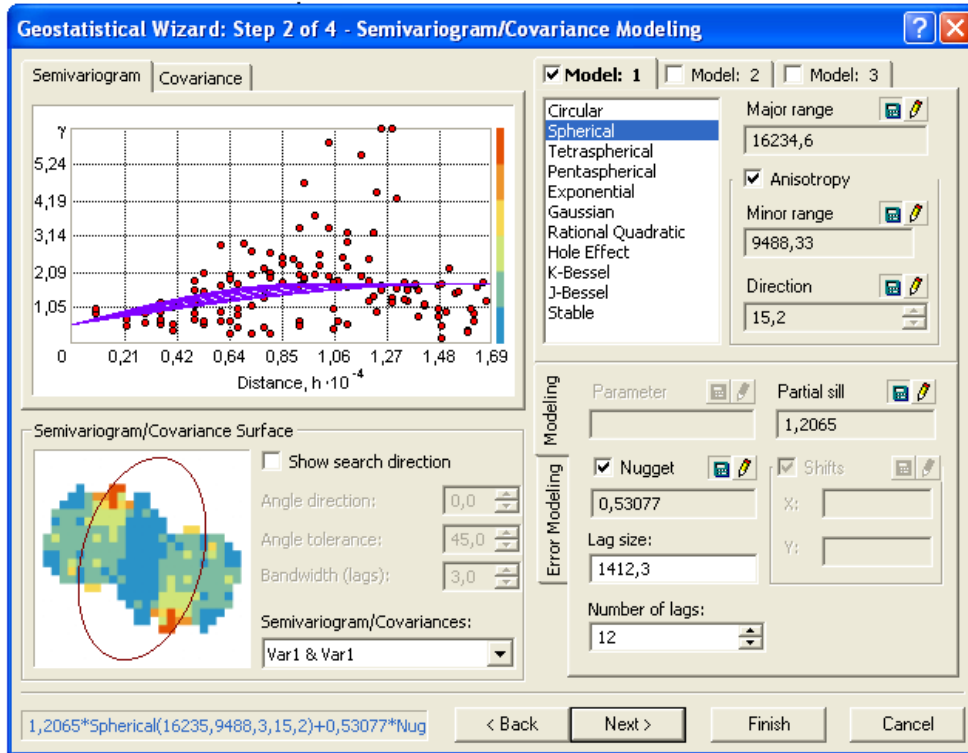 Geostatistical Wizard: Step 2 of 4 - Semivariogram/Covariance Modeling
Semivariogram
Covariance
γ
5,24
4,19
3,14
2,09
1,05
0
0,21
0,42
0,64
0,85
1,06
1,27
1,48
1,69
Distance, h ·10⁻⁴
Semivariogram/Covariance Surface
Show search direction
Angle direction:
0,0
Angle tolerance:
45,0
Bandwidth (lags):
3,0
Semivariogram/Covariances:
Var1 & Var1
Model: 1
Model: 2
Model: 3
Circular
Spherical
Tetraspherical
Pentaspherical
Exponential
Gaussian
Rational Quadratic
Hole Effect
K-Bessel
J-Bessel
Stable
Major range
16234,6
Anisotropy
Minor range
9488,33
Direction
15,2
Modeling
Error Modeling
Parameter
Partial sill
1,2065
Nugget
0,53077
Shifts
X:
Y:
Lag size:
1412,3
Number of lags:
12
1,2065*Spherical(16235,9488,3,15,2)+0,53077*Nug
< Back
Next >
Finish
Cancel